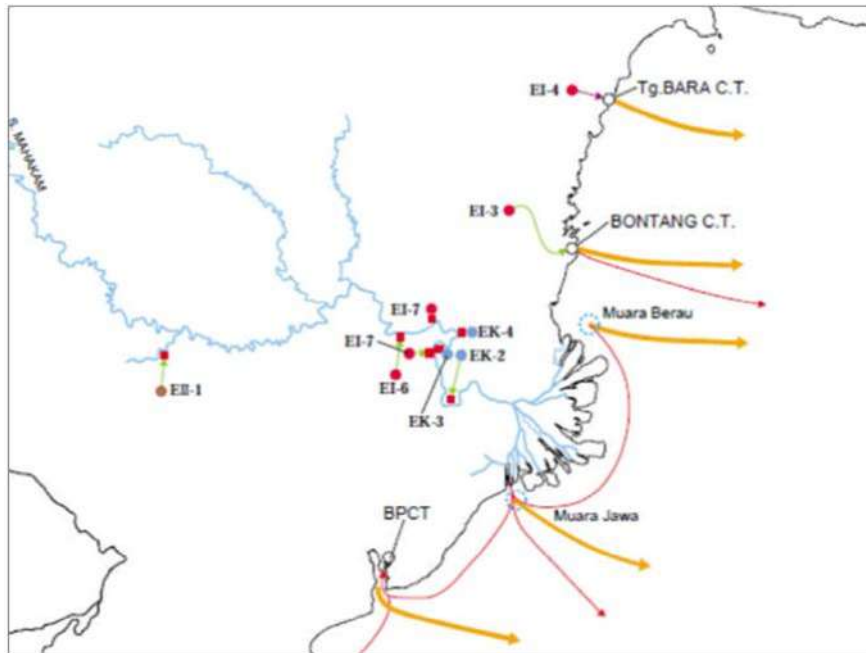 EI-4
Tg.BARA C.T.
S. MAHAKAM
EI-3
BONTANG C.T.
EI-7
Muara Berau
EK-4
EI-7
EK-2
EII-1
EI-6
EK-3
BPCT
Muara Jawa